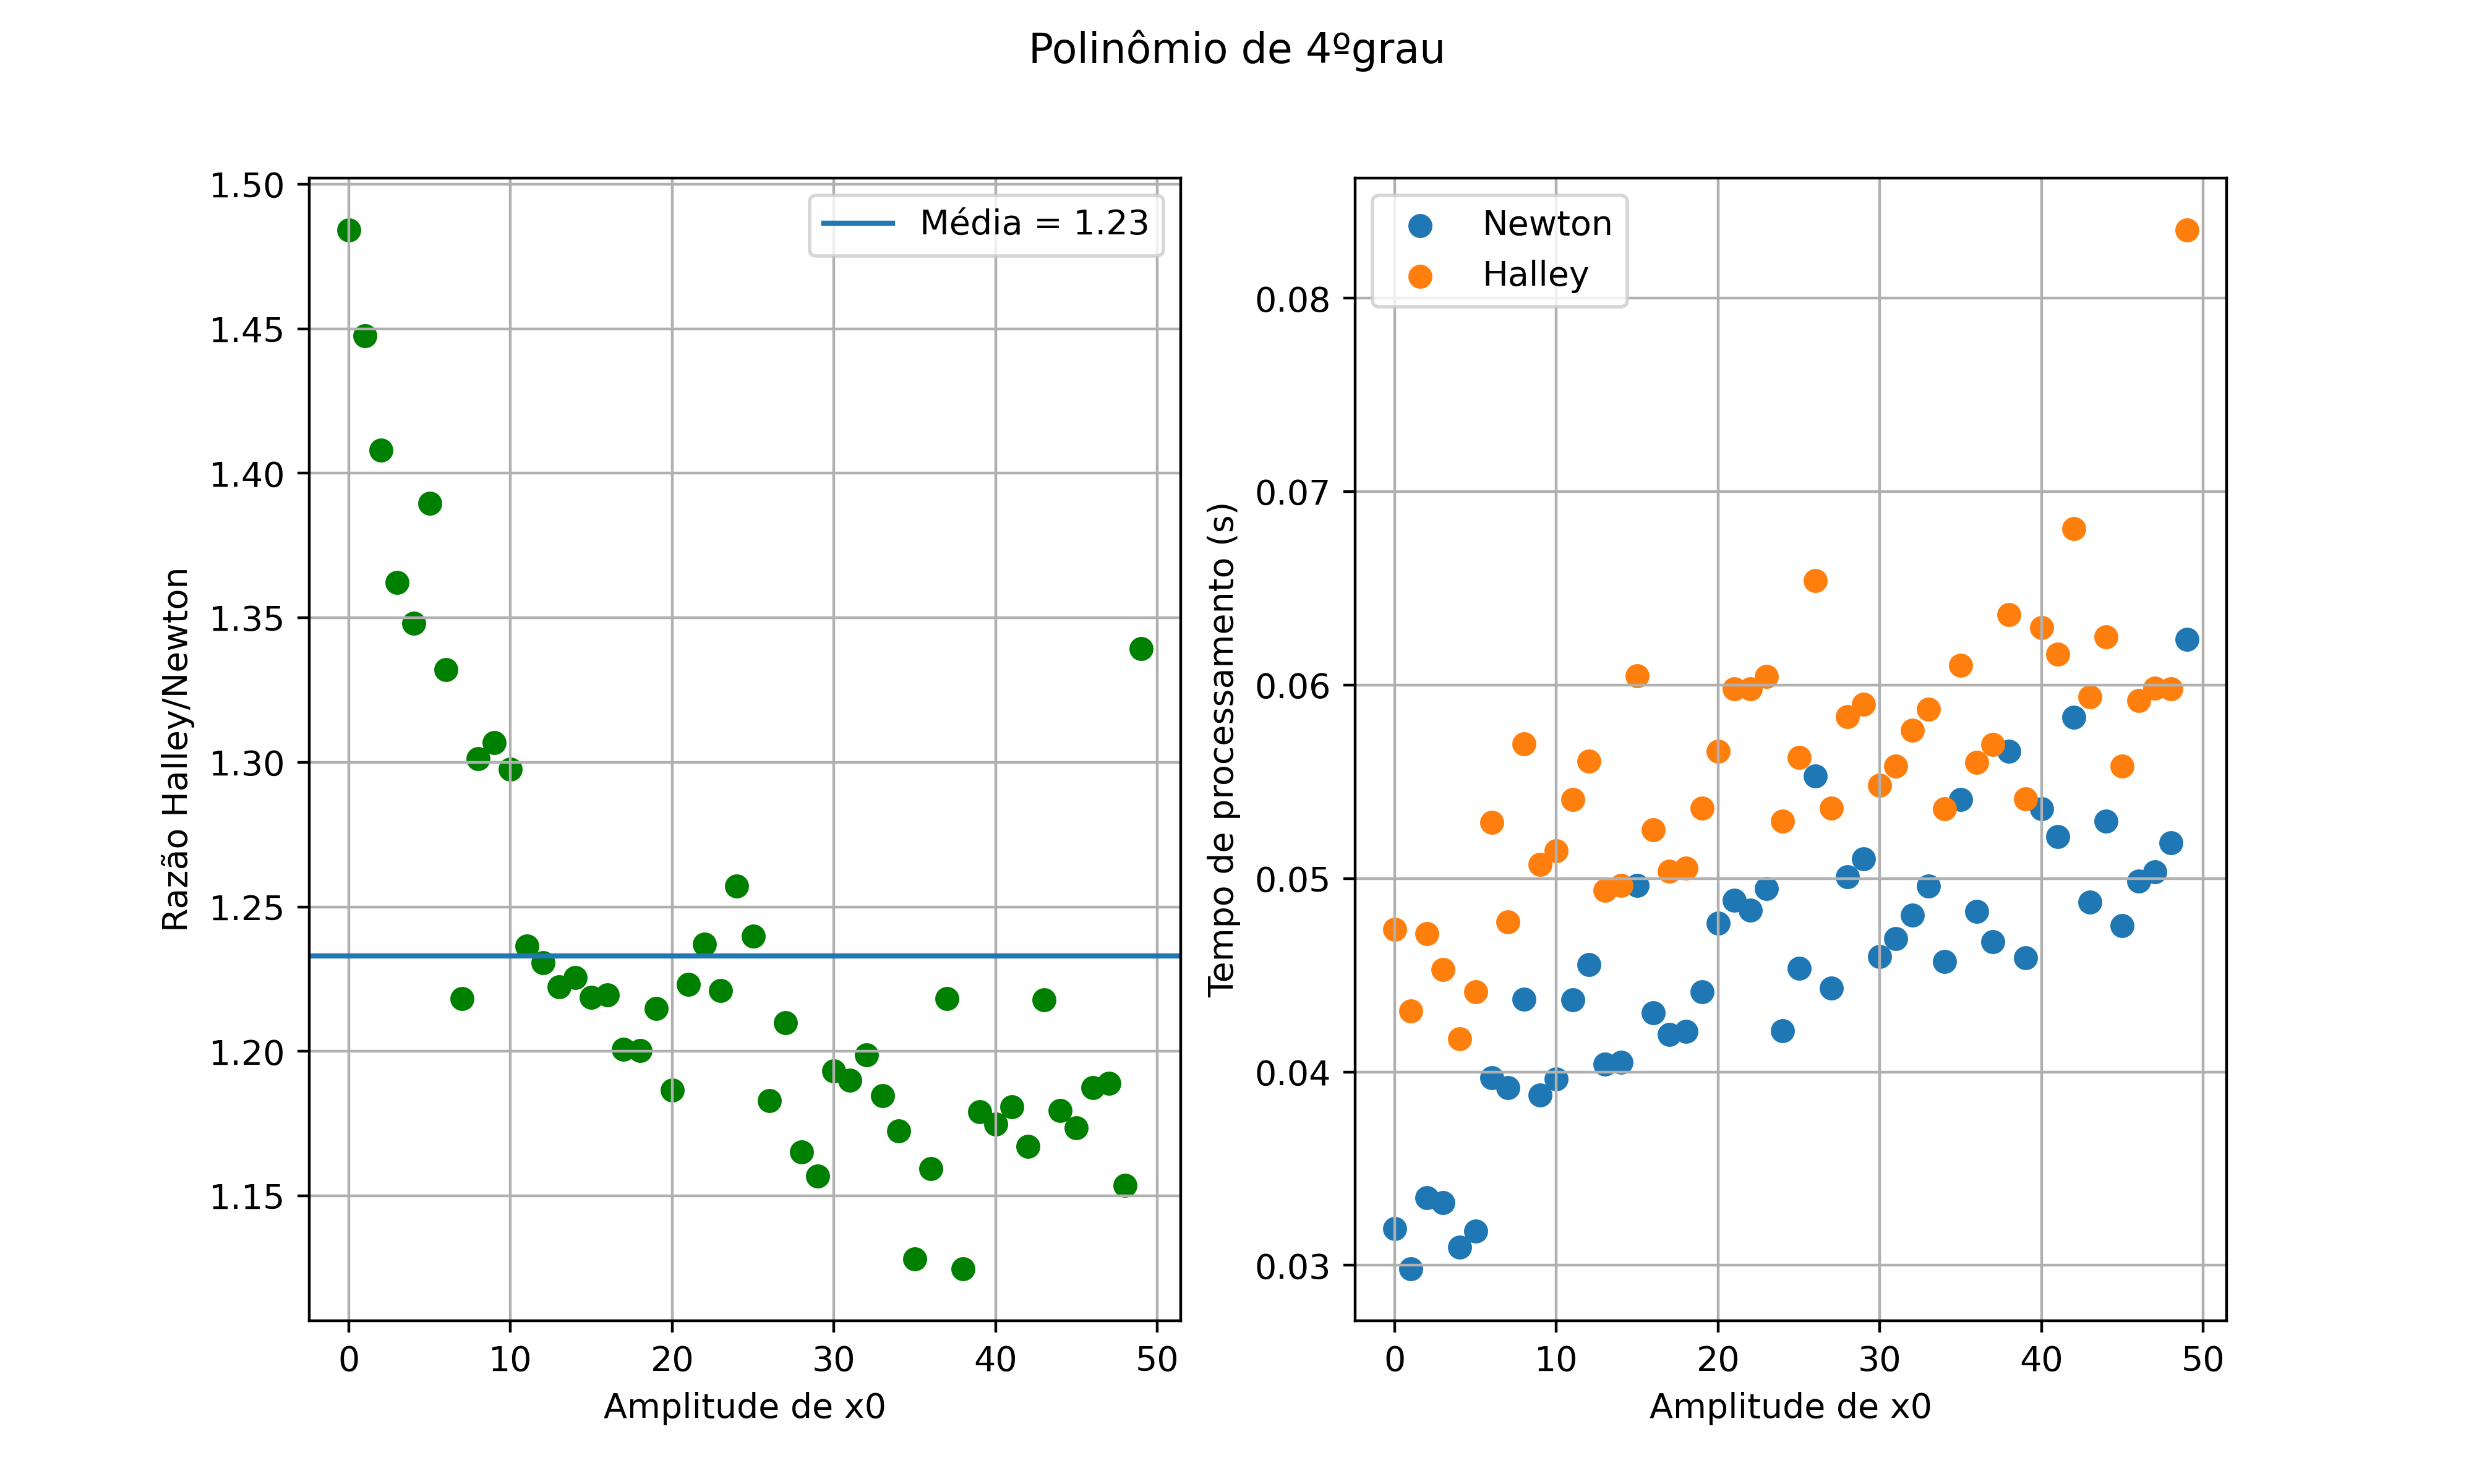 Polinômio de 4ºgrau
Razão Halley/Newton
1.50
1.45
1.40
1.35
1.30
1.25
1.20
1.15
Média = 1.23
0 10 20 30 40 50
Amplitude de x0
Tempo de processamento (s)
0.08
0.07
0.06
0.05
0.04
0.03
Newton
Halley
0 10 20 30 40 50
Amplitude de x0